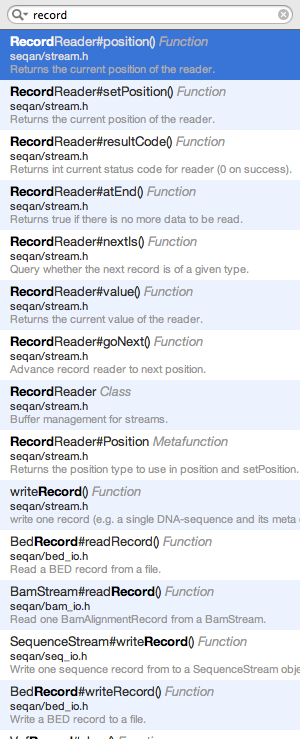 record
RecordReader#position() Function
seqan/stream.h
Returns the current position of the reader.
RecordReader#setPosition() Function
seqan/stream.h
Returns the current position of the reader.
RecordReader#resultCode() Function
seqan/stream.h
Returns int current status code for reader (0 on success).
RecordReader#atEnd() Function
seqan/stream.h
Returns true if there is no more data to be read.
RecordReader#nextIs() Function
seqan/stream.h
Query whether the next record is of a given type.
RecordReader#value() Function
seqan/stream.h
Returns the current value of the reader.
RecordReader#goNext() Function
seqan/stream.h
Advance record reader to next position.
RecordReader Class
seqan/stream.h
Buffer management for streams.
RecordReader#Position Metafunction
seqan/stream.h
Returns the position type to use in position and setPosition.
writeRecord() Function
seqan/stream.h
write one record (e.g. a single DNA-sequence and its meta
BedRecord#readRecord() Function
seqan/bed_io.h
Read a BED record from a file.
BamStream#readRecord() Function
seqan/bam_io.h
Read one BamAlignmentRecord from a BamStream.
SequenceStream#writeRecord() Function
seqan/seq_io.h
Write one sequence record from to a SequenceStream obje
BedRecord#writeRecord() Function
seqan/bed_io.h
Write a BED record to a file.